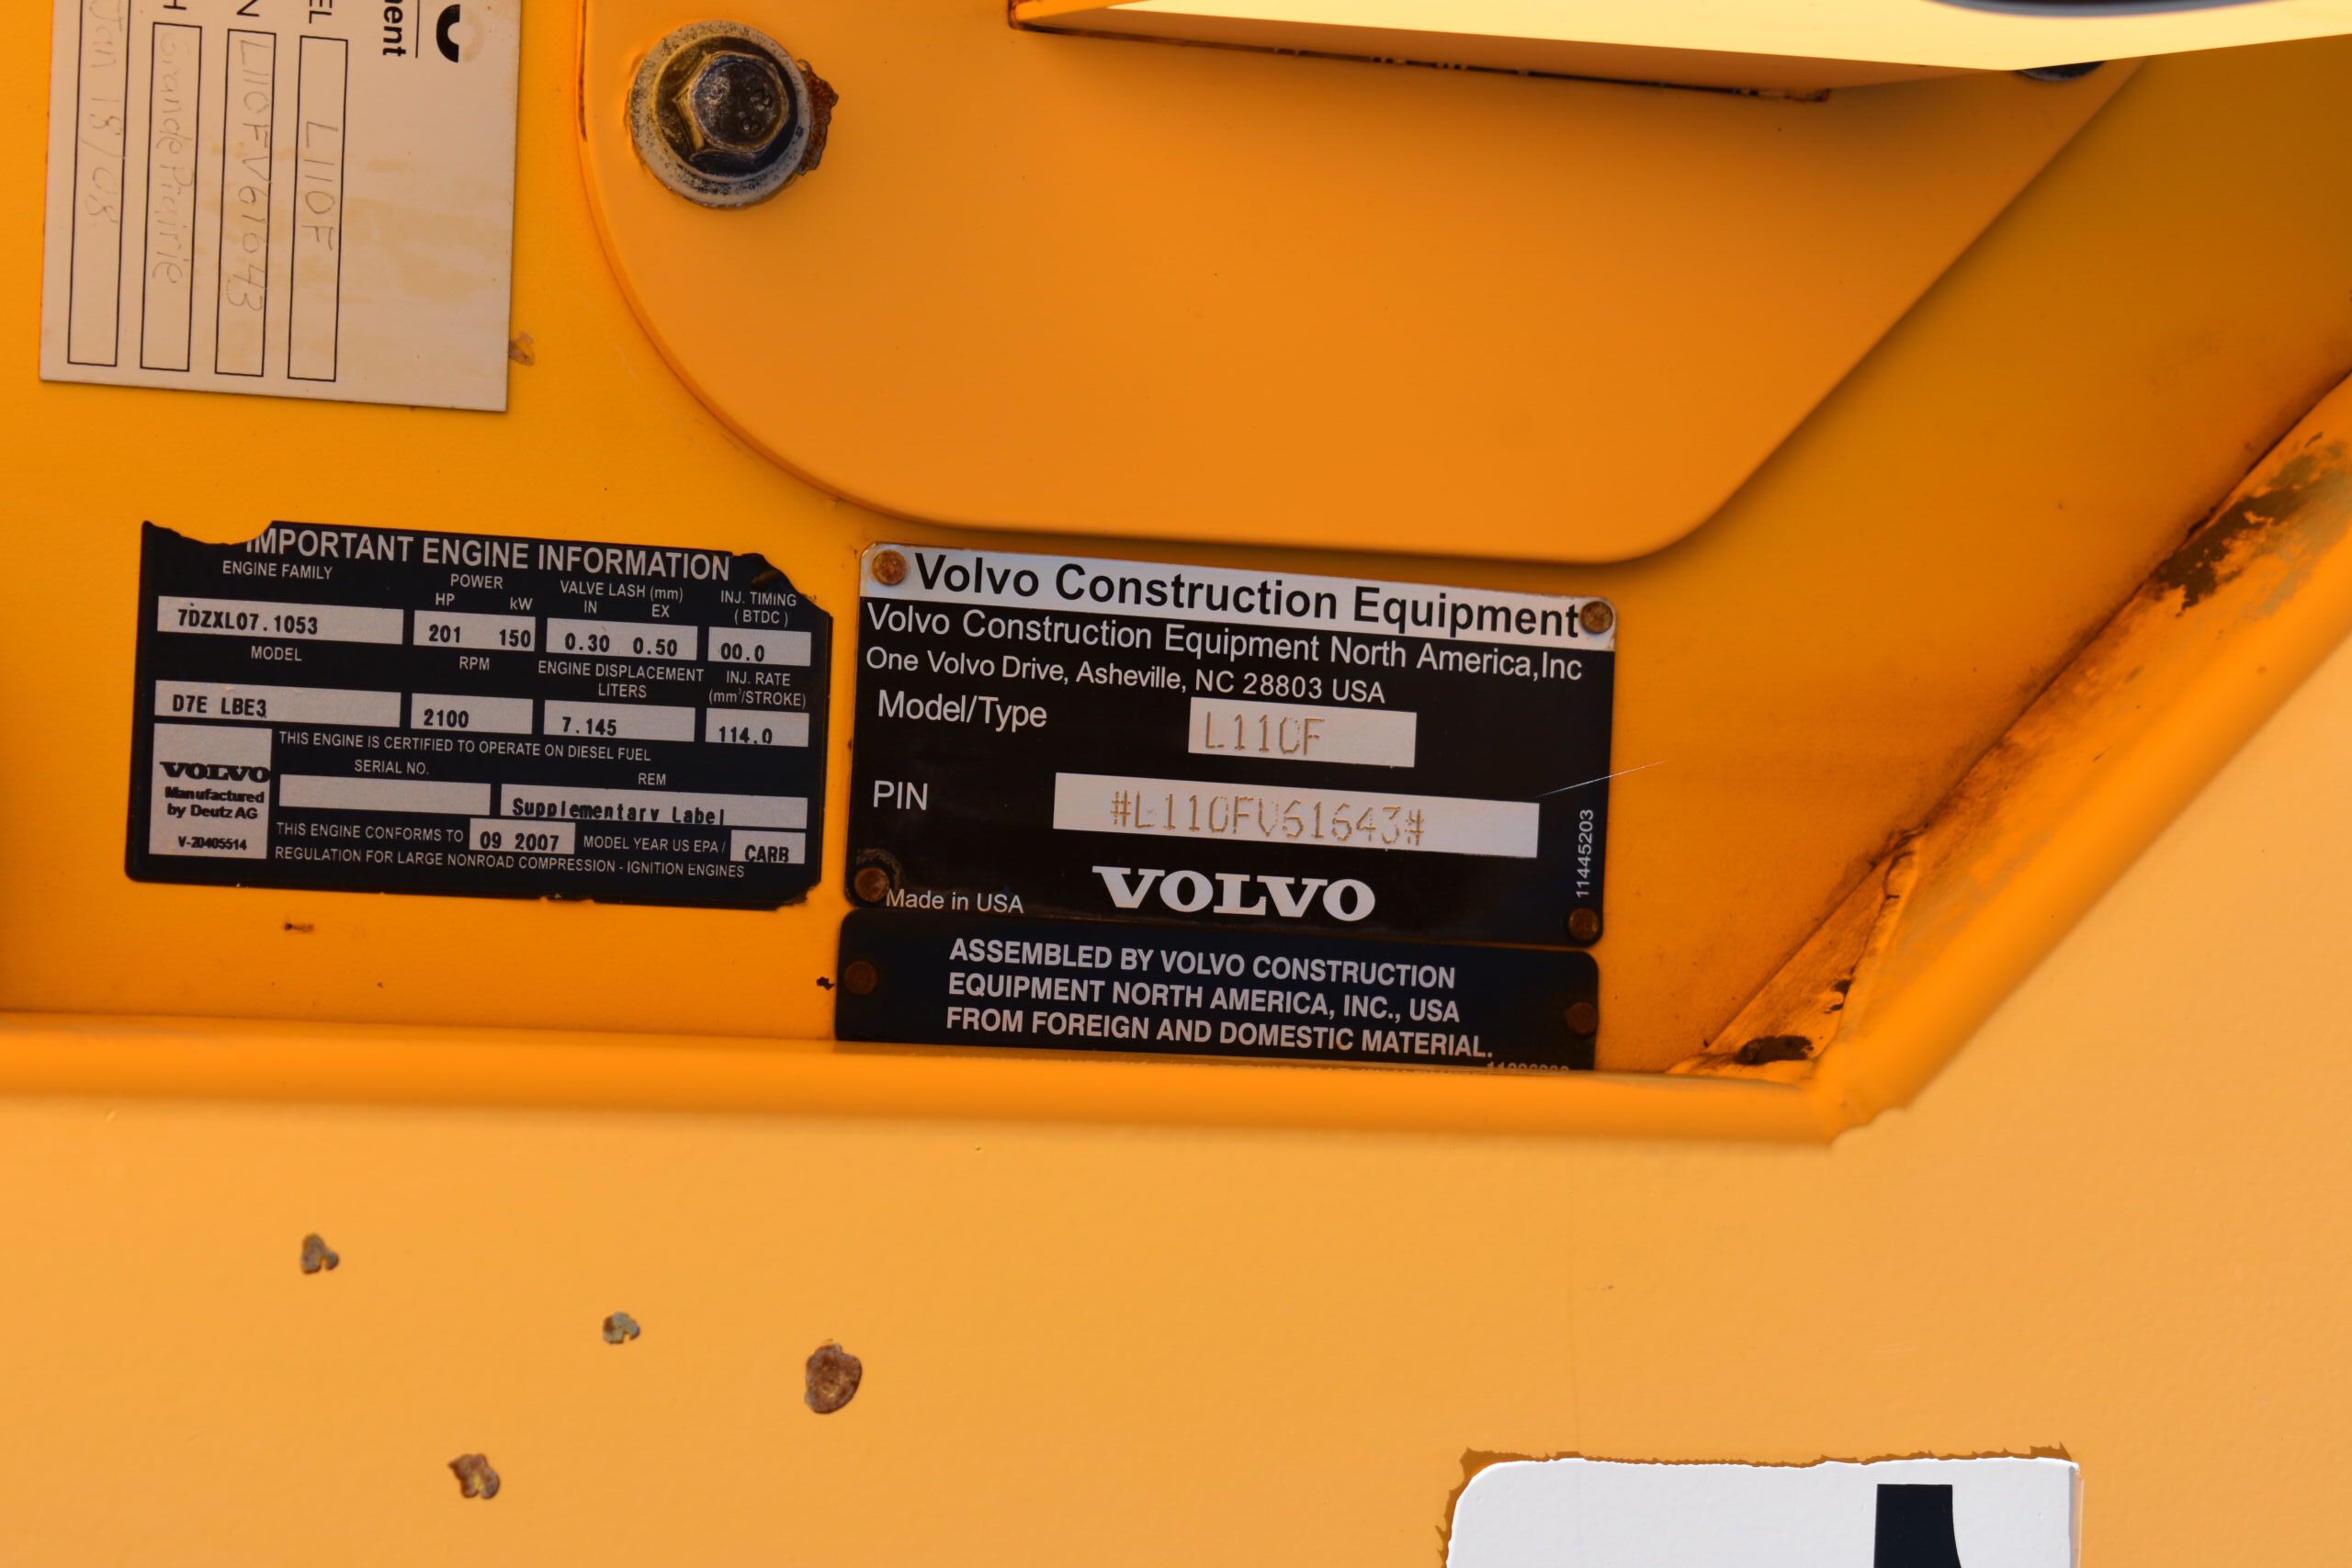 nent
EL L110F
N L110FV61643
H Grande Prairie
Jan 18/08
IMPORTANT ENGINE INFORMATION
ENGINE FAMILY
POWER
HP kW
VALVE LASH (mm)
IN EX
INJ. TIMING
(BTDC)
7DZXL07.1053
201 150
0.30 0.50
00.0
MODEL
RPM
ENGINE DISPLACEMENT
LITERS
INJ. RATE
(mm³/STROKE)
D7E LBE3
2100
7.145
114.0
THIS ENGINE IS CERTIFIED TO OPERATE ON DIESEL FUEL
SERIAL NO.
REM
VOLVO
Manufactured
by Deutz AG
V-20405514
Supplementary Label
THIS ENGINE CONFORMS TO 09 2007 MODEL YEAR US EPA / CARB
REGULATION FOR LARGE NONROAD COMPRESSION - IGNITION ENGINES
Volvo Construction Equipment
Volvo Construction Equipment North America,Inc
One Volvo Drive, Asheville, NC 28803 USA
Model/Type L110F
PIN #L110FV61643#
11445203
Made in USA VOLVO
ASSEMBLED BY VOLVO CONSTRUCTION
EQUIPMENT NORTH AMERICA, INC., USA
FROM FOREIGN AND DOMESTIC MATERIAL.